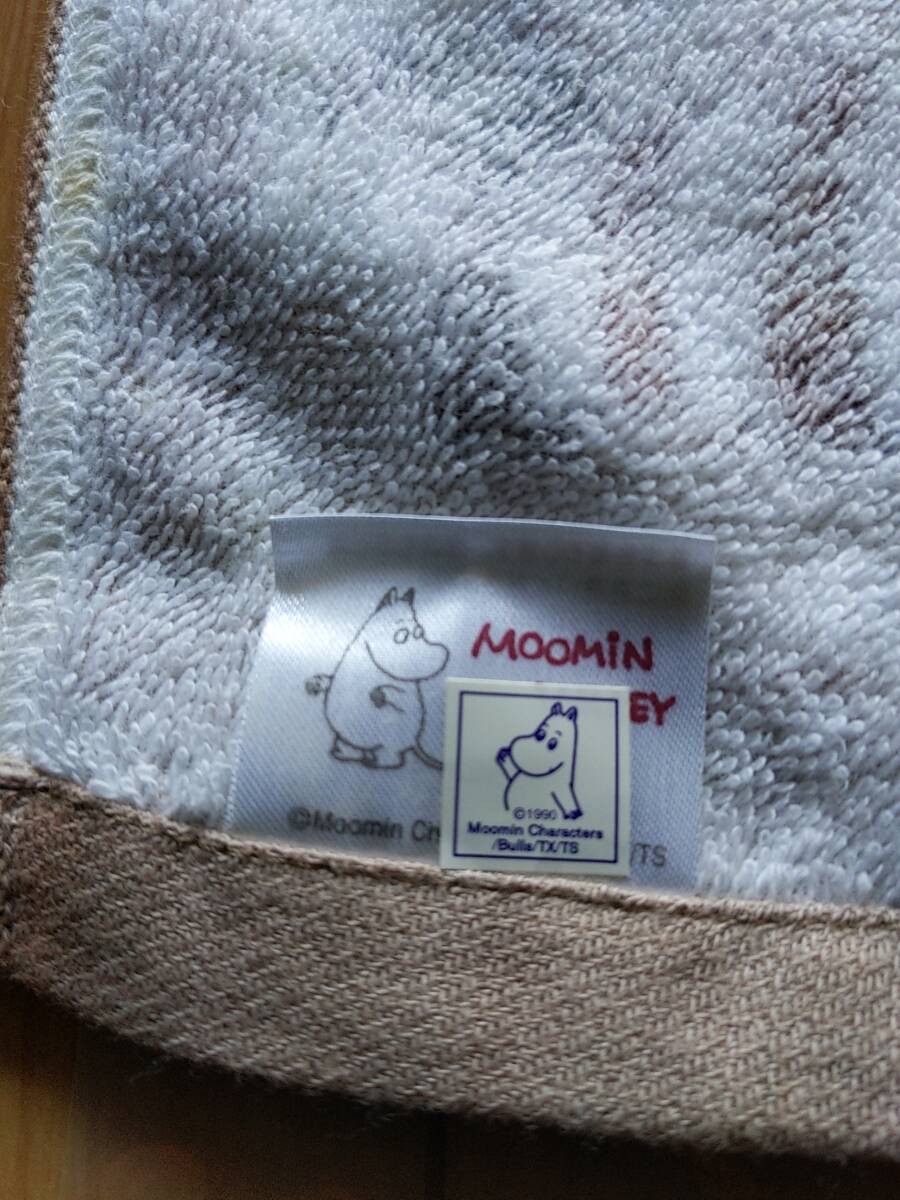 MOOMIN
EY
©Moomin Ch
/TS
©1990
Moomin Characters
/Bulls/TX/TS